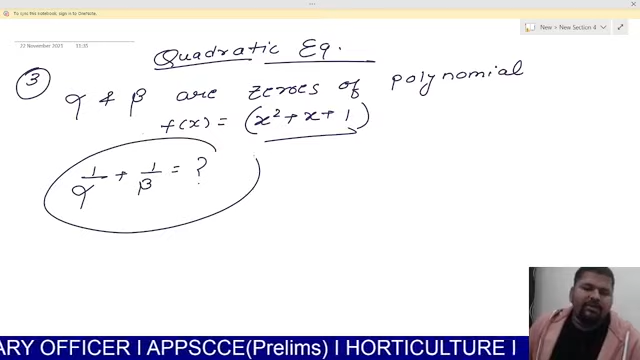 To sync this notebook, sign in to OneNote.
New » New Section 4
22 November 2021 11:35
Quadratic Eq.
③ α & β are zeroes of polynomial
f(x) = (x² + x + 1)
1/α + 1/β = ?
ARY OFFICER I APPSCCE(Prelims) I HORTICULTURE I